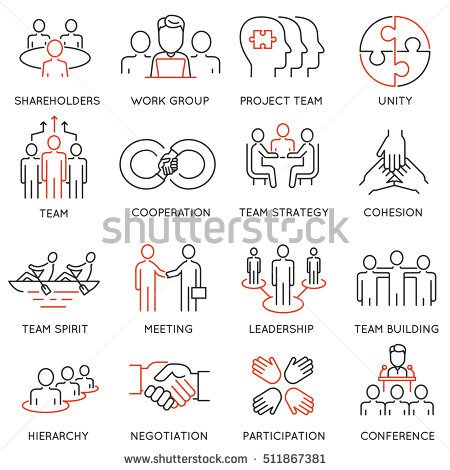 SHAREHOLDERS WORK GROUP PROJECT TEAM UNITY
TEAM COOPERATION TEAM STRATEGY COHESION
shutterstock
TEAM SPIRIT MEETING LEADERSHIP TEAM BUILDING
HIERARCHY NEGOTIATION PARTICIPATION CONFERENCE
www.shutterstock.com · 511867381